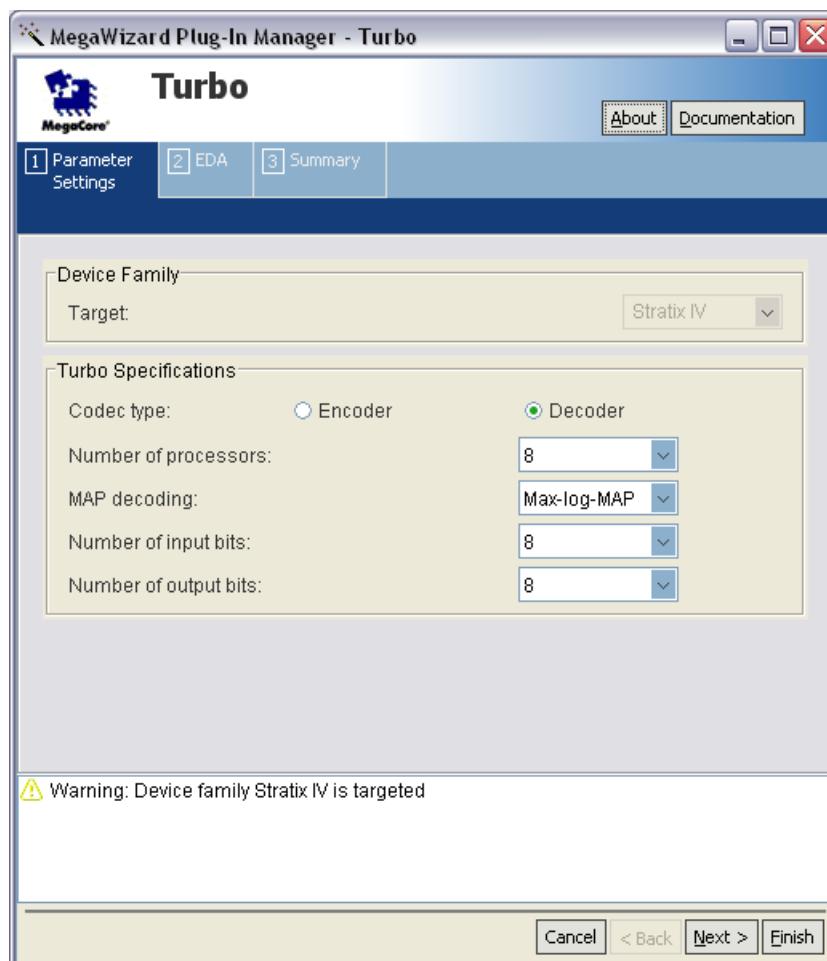 MegaWizard Plug-In Manager - Turbo
Turbo
MegaCore®
About Documentation
1 Parameter Settings
2 EDA
3 Summary
Device Family
Target: Stratix IV
Turbo Specifications
Codec type: Encoder Decoder
Number of processors: 8
MAP decoding: Max-log-MAP
Number of input bits: 8
Number of output bits: 8
Warning: Device family Stratix IV is targeted
Cancel < Back Next > Finish